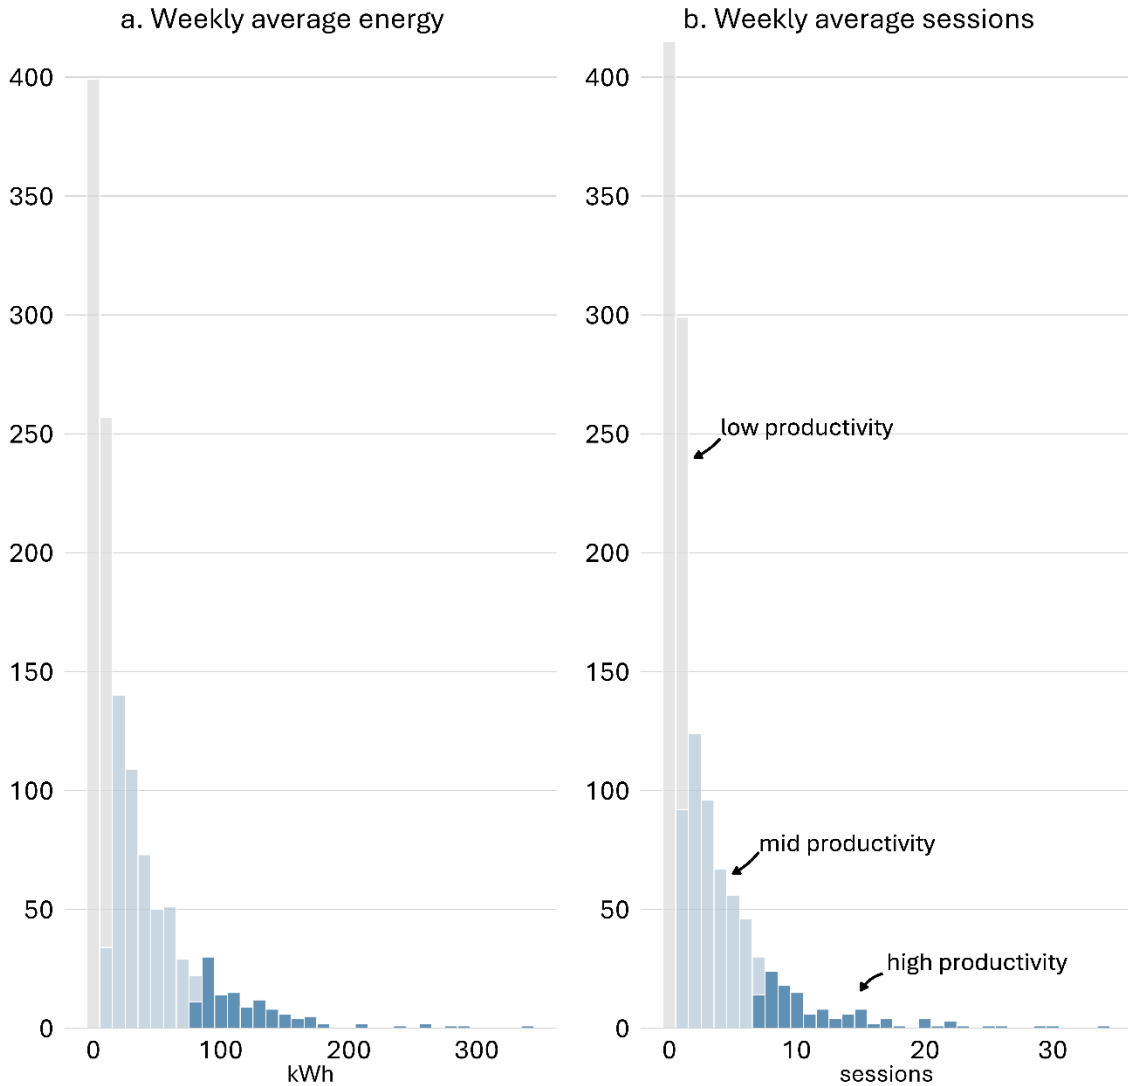 a. Weekly average energy
400
350
300
250
200
150
100
50
0
0 100 200 300
kWh
b. Weekly average sessions
400
350
300
250
200
150
100
50
0
low productivity
mid productivity
high productivity
0 10 20 30
sessions